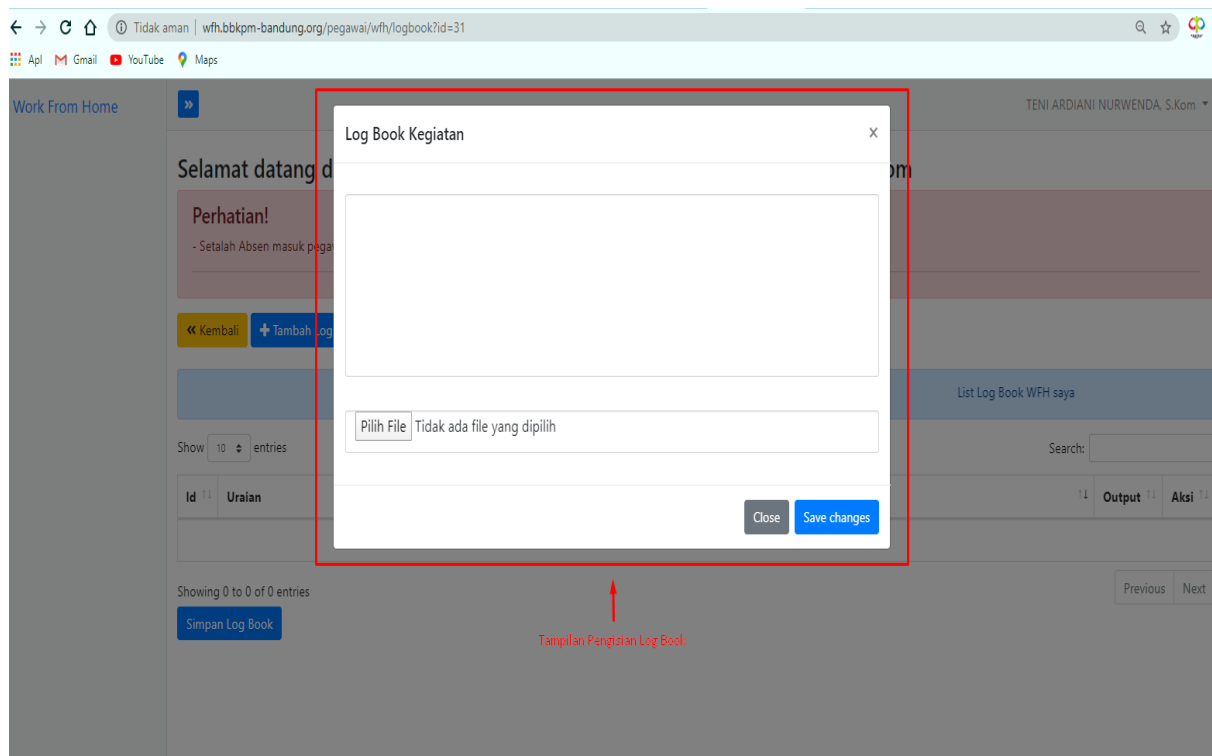 Tidak aman | wfh.bbkpm-bandung.org/pegawai/wfh/logbook?id=31
Apl Gmail YouTube Maps
Work From Home
TENI ARDIANI NURWENDA, S.Kom
Log Book Kegiatan x
Selamat datang d
om
Perhatian!
- Setalah Absen masuk pegaw
Kembali
Tambah Log
List Log Book WFH saya
Pilih File Tidak ada file yang dipilih
Show 10 entries
Search:
Id Uraian Output Aksi
Close Save changes
Showing 0 to 0 of 0 entries
Previous Next
Simpan Log Book
Tampilan Pengisian Log Book